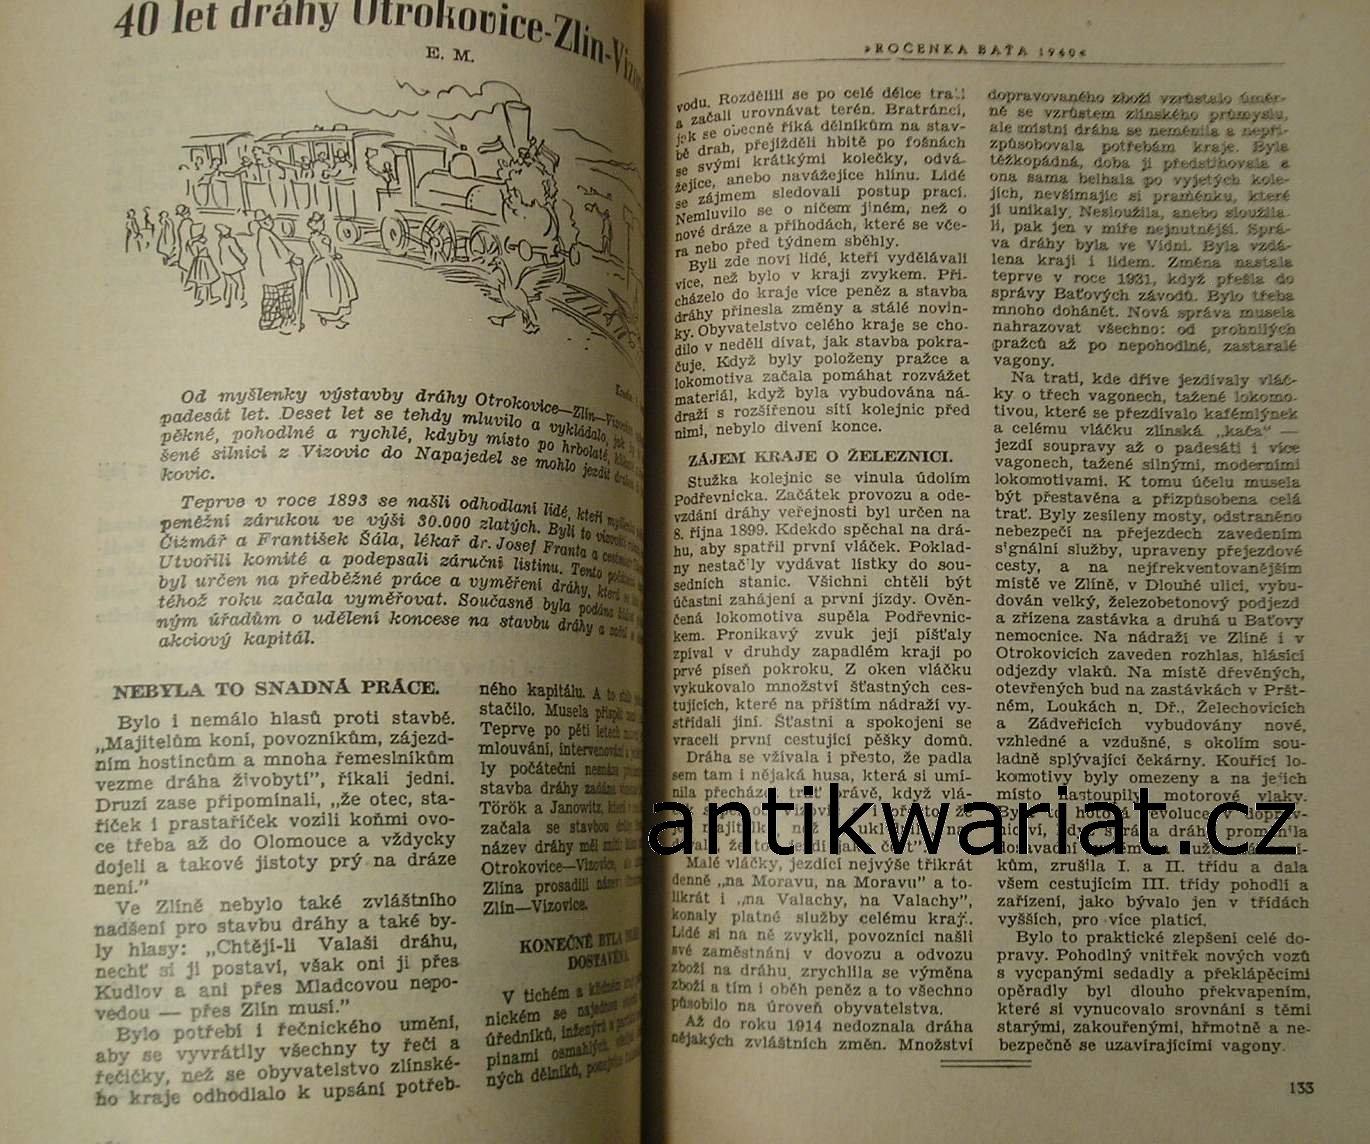 40 let dráhy Otrokovice-Zlín-Vizo
E. M.
Od myšlenky výstavby dráhy Otrokovice—Zlín—
padesát let. Deset let se tehdy mluvilo a vykládalo, jak
pěkné, pohodlné a rychlé, kdyby místo po hrbolaté,
šené silnici z Vizovic do Napajedel se mohlo jezdit
kovic.
Teprve v roce 1893 se našli odhodlaní lidé, kteří
peněžní zárukou ve výši 30.000 zlatých. Byli to
Čižmář a František Šála, lékař dr. Josef Franta a
Utvořili komité a podepsali záruční listinu. Tento
byl určen na předběžné práce a vyměření dráhy, která
téhož roku začala vyměřovat. Současně byla podána
ným úřadům o udělení koncese na stavbu dráhy a
akciový kapitál.
NEBYLA TO SNADNÁ PRÁCE.
Bylo i nemálo hlasů proti stavbě.
„Majitelům koní, povozníkům, zájezd-
ním hostincům a mnoha řemeslníkům
vezme dráha živobytí”, říkali jedni.
Druzí zase připomínali, „že otec, sta-
říček i prastaříček vozili koňmi ovo-
ce třeba až do Olomouce a vždycky
dojeli a takové jistoty prý na dráze
není.”
Ve Zlíně nebylo také zvláštního
nadšení pro stavbu dráhy a také by-
ly hlasy: „Chtějí-li Valaši dráhu,
nechť si ji postaví, však oni ji přes
Kudlov a ani přes Mladcovou nepo-
vedou — přes Zlín musí.”
Bylo potřebí i řečnického umění,
aby se vyvrátily všechny ty řeči a
řečičky, než se obyvatelstvo zlínské-
ho kraje odhodlalo k upsání potřeb-
ného kapitálu. A to
stačilo. Musela
Teprve po pěti letech
mlouvání, intervenování a
ly počáteční
stavba dráhy
Török a Janowitz,
začala se stavbou
název dráhy měl
Otrokovice—Vizovice,
Zlína prosadili název
Zlín—Vizovice.
KONEČNĚ BYLA
DOSTAVĚNA
V tichém a klidném
nickém se najednou
úředníků, inženýrů a
pínami osmahlých,
ných dělníků,
»ROČENKA BAŤA 1940«
vodu. Rozdělili se po celé délce trati
a začali urovnávat terén. Bratránci,
jak se obecně říká dělníkům na stav-
bě drah, přejížděli hbitě po fošnách
se svými krátkými kolečky, odvá-
žejíce, anebo navážejíce hlínu. Lidé
se zájmem sledovali postup prací.
Nemluvilo se o ničem jiném, než o
nové dráze a příhodách, které se vče-
ra nebo před týdnem sběhly.
Byli zde noví lidé, kteří vydělávali
více, než bylo v kraji zvykem. Při-
cházelo do kraje více peněz a stavba
dráhy přinesla změny a stálé novin-
ky. Obyvatelstvo celého kraje se cho-
dilo v neděli dívat, jak stavba pokra-
čuje. Když byly položeny pražce a
lokomotiva začala pomáhat rozvážet
materiál, když byla vybudována ná-
draží s rozšířenou sítí kolejnic před
nimi, nebylo divení konce.
ZÁJEM KRAJE O ŽELEZNICI.
Stužka kolejnic se vinula údolím
Podřevnicka. Začátek provozu a ode-
vzdání dráhy veřejnosti byl určen na
8. října 1899. Kdekdo spěchal na drá-
hu, aby spatřil první vláček. Poklad-
ny nestačily vydávat lístky do sou-
sedních stanic. Všichni chtěli být
účastni zahájení a první jízdy. Ověn-
čená lokomotiva supěla Podřevnic-
kem. Pronikavý zvuk její píšťaly
zpíval v druhdy zapadlém kraji po
prvé píseň pokroku. Z oken vláčku
vykukovalo množství šťastných ces-
tujících, které na příštím nádraží vy-
střídali jiní. Šťastni a spokojeni se
vraceli první cestující pěšky domů.
Dráha se vžívala i přesto, že padla
sem tam i nějaká husa, která si umí-
nila přecházet trať právě, když vlá-
antikwariat.cz
Malé vláčky, jezdící nejvýše třikrát
denně „na Moravu, na Moravu” a to-
likrát i „na Valachy, na Valachy”,
konaly platné služby celému kraji.
Lidé si na ně zvykli, povozníci našli
své zaměstnání v dovozu a odvozu
zboží na dráhu, zrychlila se výměna
zboží a tím i oběh peněz a to všechno
působilo na úroveň obyvatelstva.
Až do roku 1914 nedoznala dráha
nějakých zvláštních změn. Množství
dopravovaného zboží vzrůstalo úměr-
ně se vzrůstem zlínského průmyslu,
ale místní dráha se neměnila a nepři-
způsobovala potřebám kraje. Byla
těžkopádná, doba ji předstihovala a
ona sama belhala po vyjetých kole-
jích, nevšímajíc si praménku, které
jí unikaly. Nesloužila, anebo sloužila-
li, pak jen v míře nejnutnější. Sprá-
va dráhy byla ve Vídni. Byla vzdá-
lena kraji i lidem. Změna nastala
teprve v roce 1931, když přešla do
správy Baťových závodů. Bylo třeba
mnoho dohánět. Nová správa musela
nahrazovat všechno: od prohnilých
pražců až po nepohodlné, zastaralé
vagony.
Na trati, kde dříve jezdívaly vláč-
ky o třech vagonech, tažené lokomo-
tivou, které se přezdívalo kafémlýnek
a celému vláčku zlínská „kača” —
jezdí soupravy až o padesáti i více
vagonech, tažené silnými, moderními
lokomotivami. K tomu účelu musela
být přestavěna a přizpůsobena celá
trať. Byly zesíleny mosty, odstraněno
nebezpečí na přejezdech zavedením
signální služby, upraveny přejezdové
cesty, a na nejfrekventovanějším
místě ve Zlíně, v Dlouhé ulici, vybu-
dován velký, železobetonový podjezd
a zřízena zastávka a druhá u Baťovy
nemocnice. Na nádraží ve Zlíně i v
Otrokovicích zaveden rozhlas, hlásící
odjezdy vlaků. Na místě dřevěných,
otevřených bud na zastávkách v Pršt-
ném, Loukách n. Dř., Želechovicích
a Zádveřicích vybudovány nové,
vzhledné a vzdušné, s okolím sou-
ladně splývající čekárny. Kouřící lo-
komotivy byly omezeny a na jejich
místo nastoupily motorové vlaky.
kům, zrušila I. a II. třídu a dala
všem cestujícím III. třídy pohodlí a
zařízení, jako bývalo jen v třídách
vyšších, pro více platící.
Bylo to praktické zlepšení celé do-
pravy. Pohodlný vnitřek nových vozů
s vycpanými sedadly a překlápěcími
opěradly byl dlouho překvapením,
které si vynucovalo srovnání s těmi
starými, zakouřenými, hřmotně a ne-
bezpečně se uzavírajícími vagony.
133